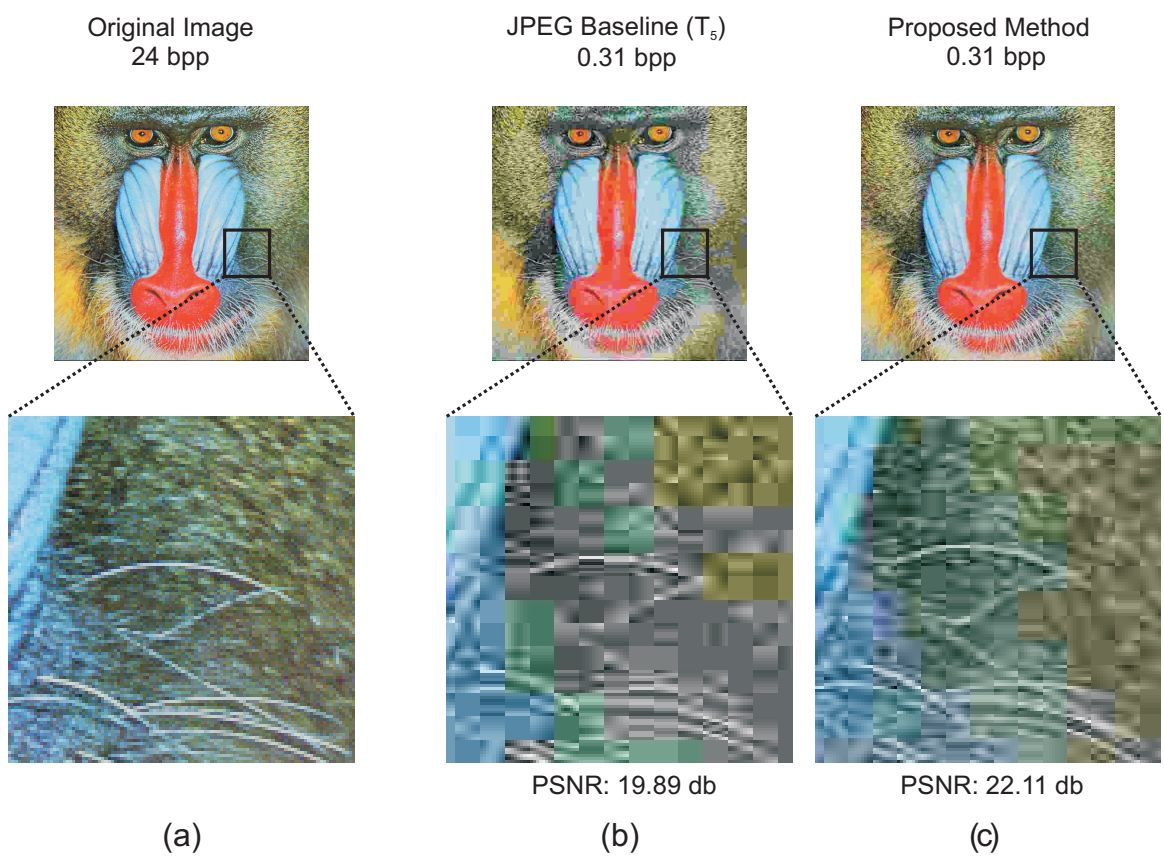 Original Image
24 bpp
JPEG Baseline (T₅)
0.31 bpp
Proposed Method
0.31 bpp
PSNR: 19.89 db
PSNR: 22.11 db
(a)
(b)
(c)